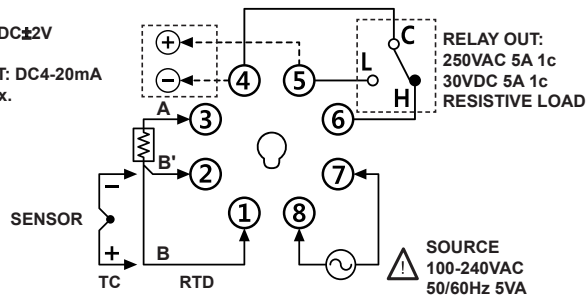 DC±2V
T: DC4-20mA
x.
+
−
4
5
C
L
H
RELAY OUT:
250VAC 5A 1c
30VDC 5A 1c
RESISTIVE LOAD
A
3
6
B'
2
7
−
SENSOR
1
8
+
B
TC
RTD
!
SOURCE
100-240VAC
50/60Hz 5VA